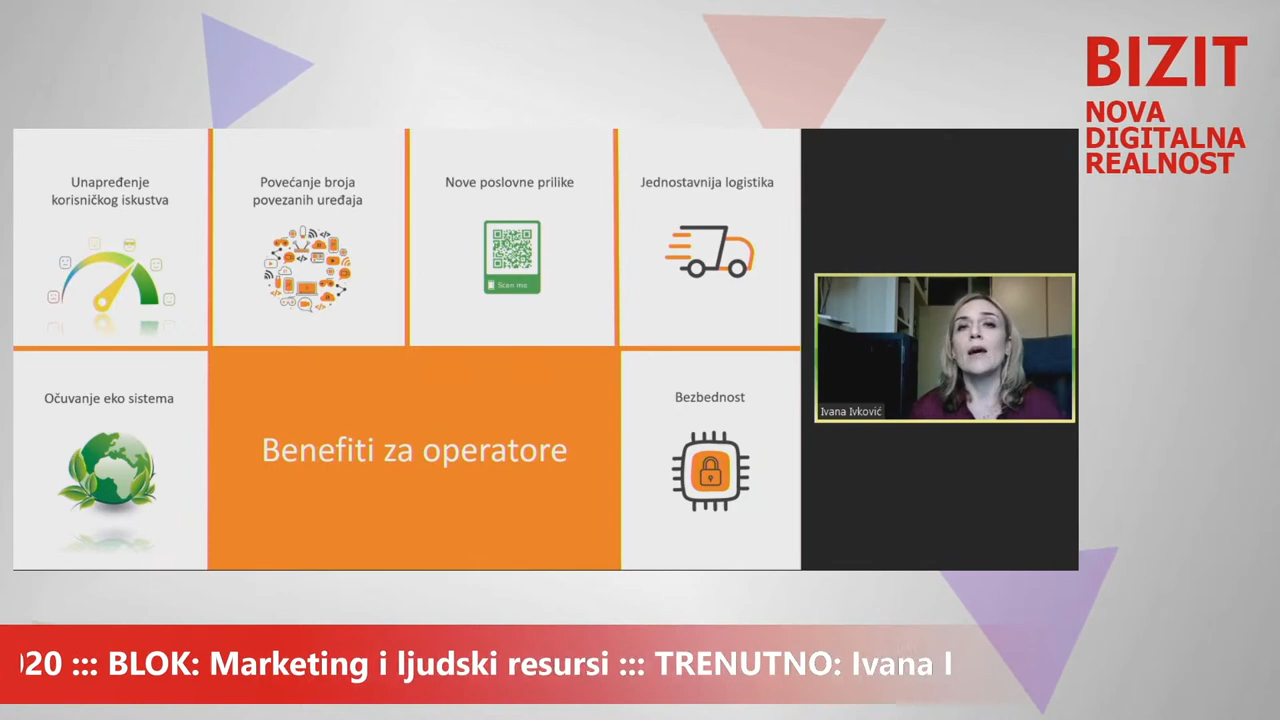 BIZIT
NOVA
DIGITALNA
REALNOST
Unapređenje
korisničkog iskustva
Povećanje broja
povezanih uređaja
Nove poslovne prilike
Scan me
Jednostavnija logistika
Očuvanje eko sistema
Benefiti za operatore
Bezbednost
Ivana Ivković
020 ::: BLOK: Marketing i ljudski resursi ::: TRENUTNO: Ivana I